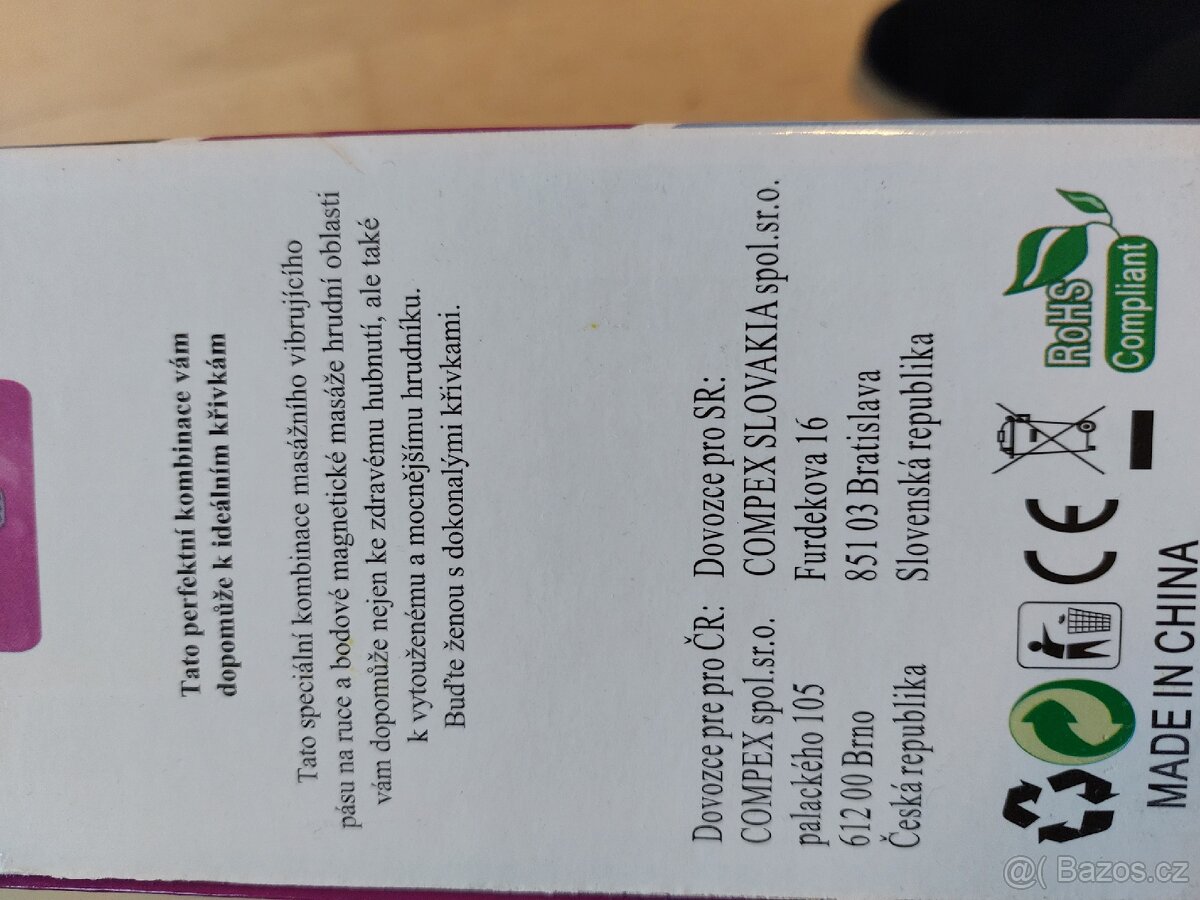 Tato perfektní kombinace vám
dopomůže k ideálním křivkám
Tato speciální kombinace masážního vibrujícího
pásu na ruce a bodové magnetické masáže hrudní oblasti
vám dopomůže nejen ke zdravému hubnutí, ale také
k vytouženému a mocnějšímu hrudníku.
Buďte ženou s dokonalými křivkami.
Dovozce pre pro ČR:
COMPEX spol.sr.o.
palackého 105
612 00 Brno
Česká republika
Dovozce pro SR:
COMPEX SLOVAKIA spol.sr.o.
Furdekova 16
851 03 Bratislava
Slovenská republika
CE
RoHS
Compliant
MADE IN CHINA
@( Bazos.cz